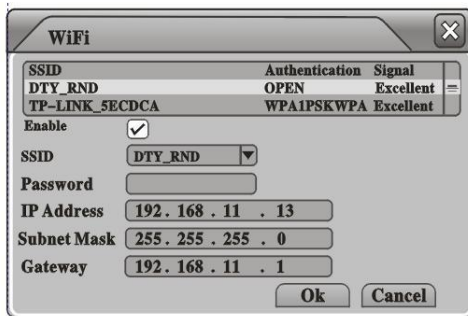 WiFi
SSID Authentication Signal
DTY_RND OPEN Excellent
TP-LINK_5ECDCA WPA1PSKWPA Excellent
Enable
SSID DTY_RND
Password
IP Address 192. 168 . 11 . 13
Subnet Mask 255. 255. 255 . 0
Gateway 192. 168 . 11 . 1
Ok Cancel